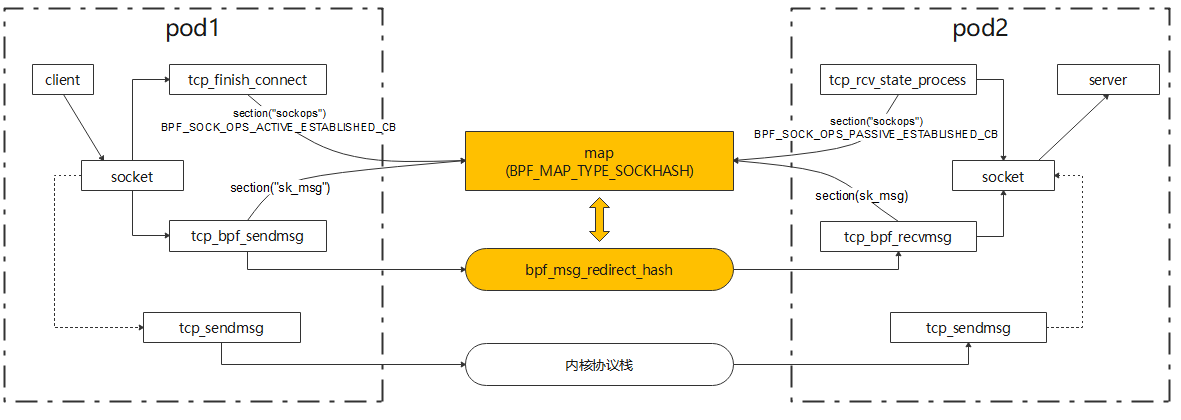 pod1
pod2
client
tcp_finish_connect
tcp_rcv_state_process
server
section("sockops")
BPF_SOCK_OPS_ACTIVE_ESTABLISHED_CB
section("sockops")
BPF_SOCK_OPS_PASSIVE_ESTABLISHED_CB
map
(BPF_MAP_TYPE_SOCKHASH)
socket
socket
section("sk_msg")
section(sk_msg)
tcp_bpf_sendmsg
tcp_bpf_recvmsg
bpf_msg_redirect_hash
tcp_sendmsg
tcp_sendmsg
内核协议栈